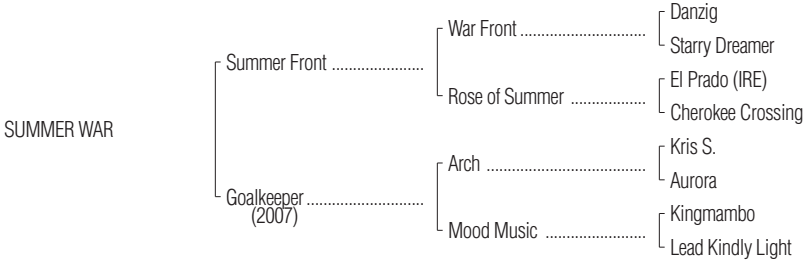 Danzig
War Front ..............................
Starry Dreamer
Summer Front ......................
El Prado (IRE)
Rose of Summer ..................
Cherokee Crossing
SUMMER WAR
Kris S.
Arch ......................................
Aurora
Goalkeeper ...........................
(2007)
Kingmambo
Mood Music ........................
Lead Kindly Light